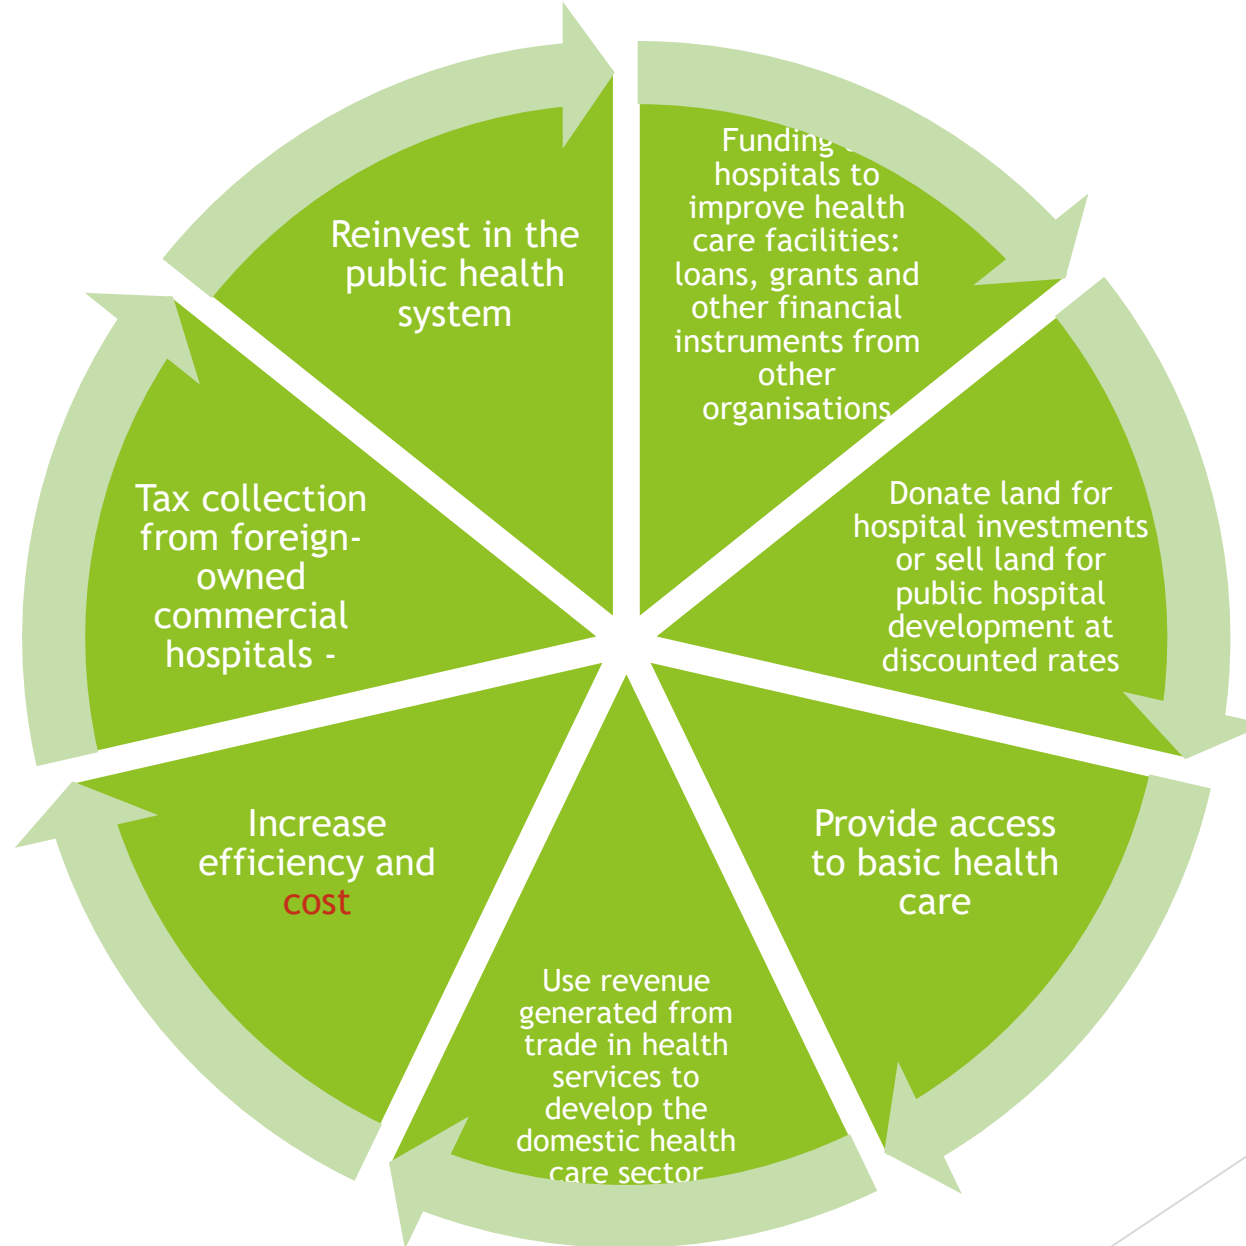 Funding
hospitals to
improve health
care facilities:
loans, grants and
other financial
instruments from
other
organisations
Donate land for
hospital investments
or sell land for
public hospital
development at
discounted rates
Provide access
to basic health
care
Use revenue
generated from
trade in health
services to
develop the
domestic health
care sector
Increase
efficiency and
cost
Tax collection
from foreign-
owned
commercial
hospitals -
Reinvest in the
public health
system